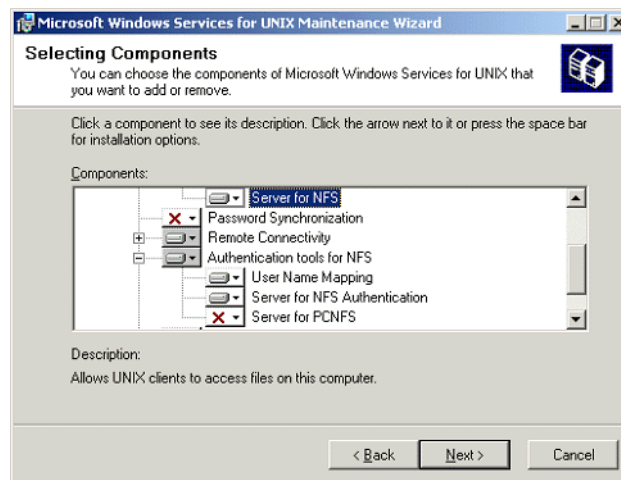 Microsoft Windows Services for UNIX Maintenance Wizard
Selecting Components
You can choose the components of Microsoft Windows Services for UNIX that
you want to add or remove.
Click a component to see its description. Click the arrow next to it or press the space bar
for installation options.
Components:
Server for NFS
Password Synchronization
Remote Connectivity
Authentication tools for NFS
User Name Mapping
Server for NFS Authentication
Server for PCNFS
Description:
Allows UNIX clients to access files on this computer.
< Back Next > Cancel